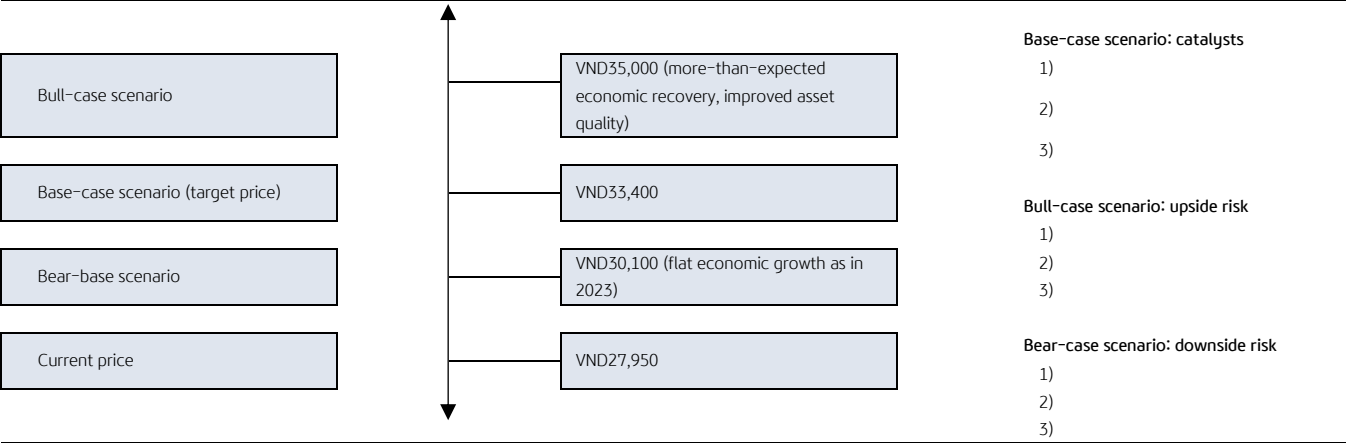 Bull-case scenario
VND35,000 (more-than-expected
economic recovery, improved asset
quality)
Base-case scenario (target price)
VND33,400
Bear-base scenario
VND30,100 (flat economic growth as in
2023)
Current price
VND27,950
Base-case scenario: catalysts
1)
2)
3)
Bull-case scenario: upside risk
1)
2)
3)
Bear-case scenario: downside risk
1)
2)
3)